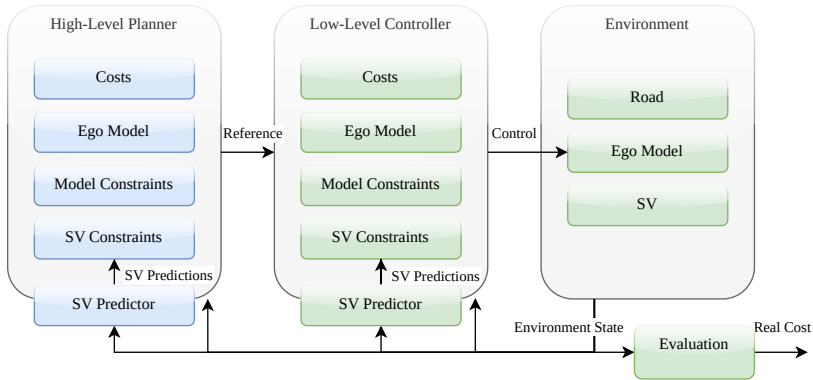 High-Level Planner
Costs
Ego Model
Model Constraints
SV Constraints
SV Predictions
SV Predictor
Reference
Low-Level Controller
Costs
Ego Model
Model Constraints
SV Constraints
SV Predictions
SV Predictor
Control
Environment
Road
Ego Model
SV
Environment State
Evaluation
Real Cost